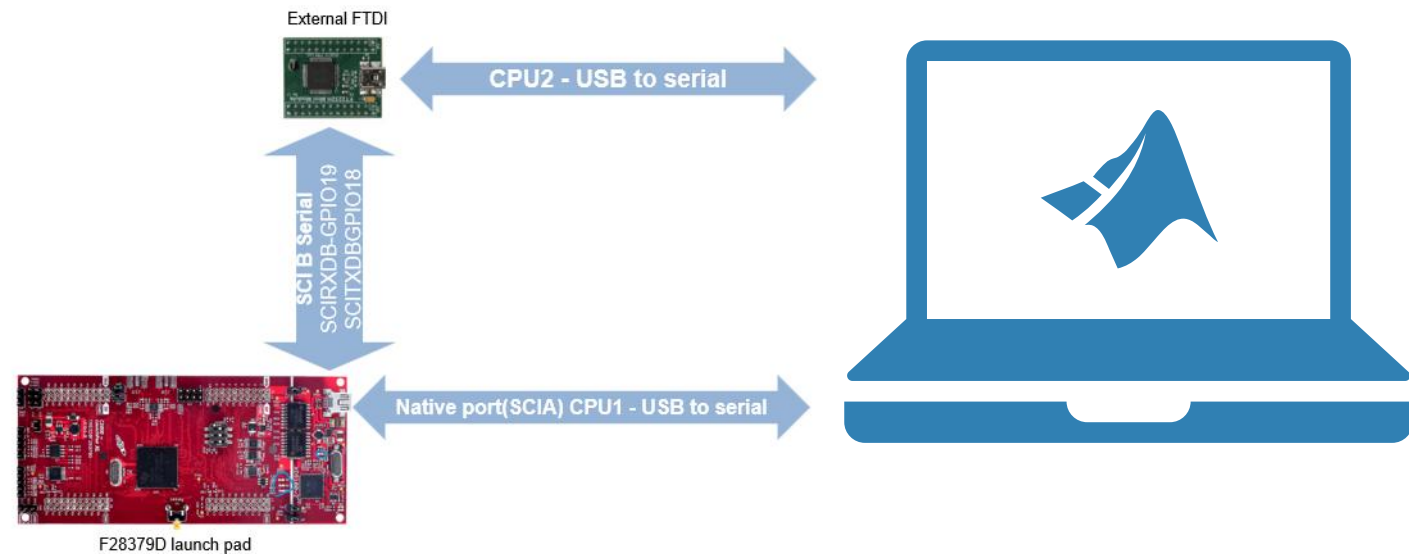 External FTDI
CPU2 - USB to serial
SCI B Serial
SCIRXDB-GPIO19
SCITXDBGPIO18
Native port(SCIA) CPU1 - USB to serial
F28379D launch pad